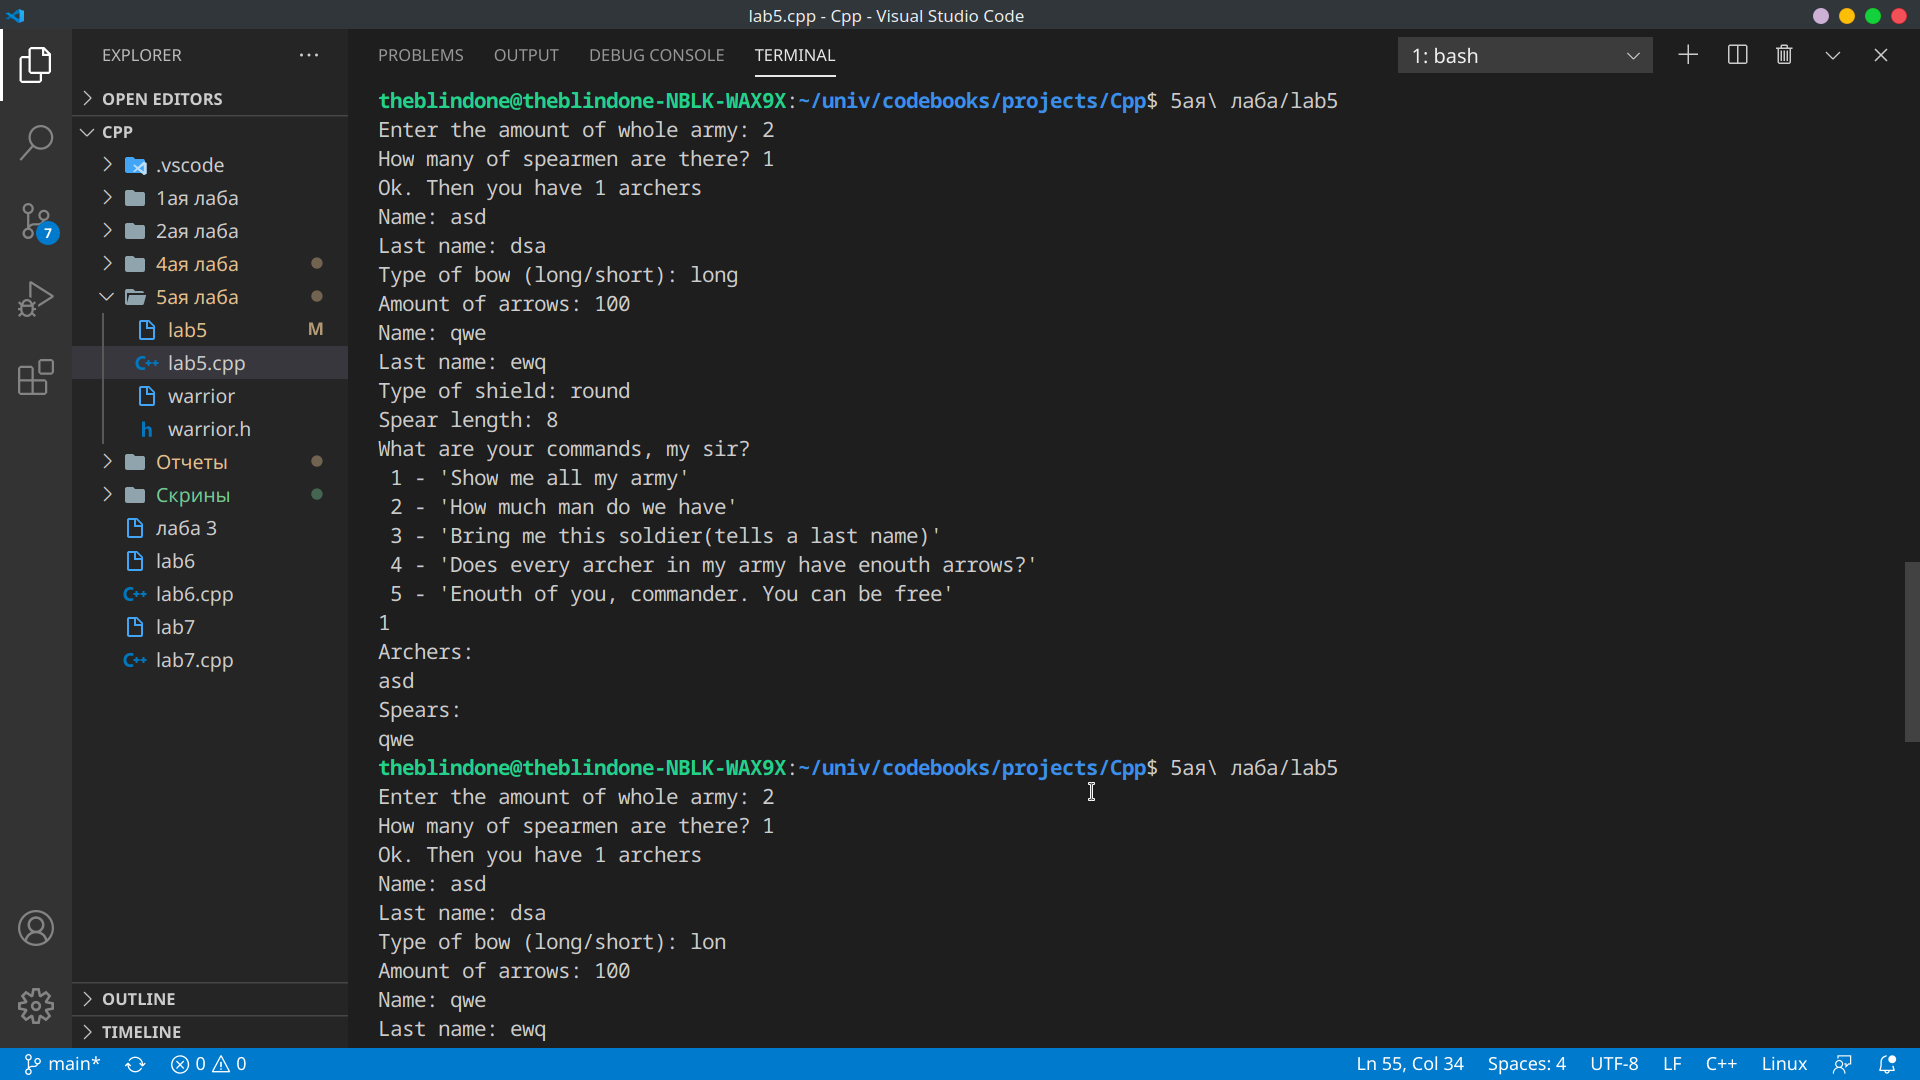 lab5.cpp - Cpp - Visual Studio Code
EXPLORER
OPEN EDITORS
CPP
.vscode
1ая лаба
2ая лаба
4ая лаба
5ая лаба
lab5 M
lab5.cpp
warrior
warrior.h
Отчеты
Скрины
лаба 3
lab6
lab6.cpp
lab7
lab7.cpp
OUTLINE
TIMELINE
7
PROBLEMS OUTPUT DEBUG CONSOLE TERMINAL
1: bash
theblindone@theblindone-NBLK-WAX9X:~/univ/codebooks/projects/Cpp$ 5ая\ лаба/lab5
Enter the amount of whole army: 2
How many of spearmen are there? 1
Ok. Then you have 1 archers
Name: asd
Last name: dsa
Type of bow (long/short): long
Amount of arrows: 100
Name: qwe
Last name: ewq
Type of shield: round
Spear length: 8
What are your commands, my sir?
1 - 'Show me all my army'
2 - 'How much man do we have'
3 - 'Bring me this soldier(tells a last name)'
4 - 'Does every archer in my army have enouth arrows?'
5 - 'Enouth of you, commander. You can be free'
1
Archers:
asd
Spears:
qwe
theblindone@theblindone-NBLK-WAX9X:~/univ/codebooks/projects/Cpp$ 5ая\ лаба/lab5
Enter the amount of whole army: 2
How many of spearmen are there? 1
Ok. Then you have 1 archers
Name: asd
Last name: dsa
Type of bow (long/short): lon
Amount of arrows: 100
Name: qwe
Last name: ewq
main* 0 0 Ln 55, Col 34 Spaces: 4 UTF-8 LF C++ Linux